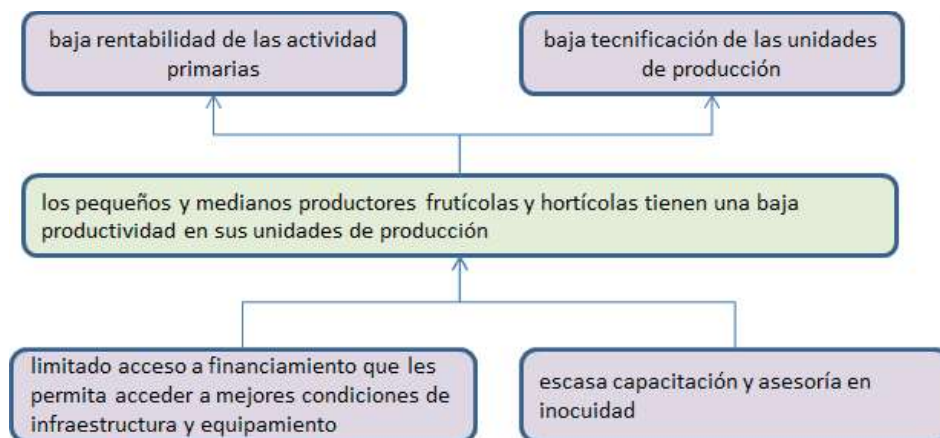 baja rentabilidad de las actividad
primarias
baja tecnificación de las unidades
de producción
los pequeños y medianos productores frutícolas y hortícolas tienen una baja
productividad en sus unidades de producción
limitado acceso a financiamiento que les
permita acceder a mejores condiciones de
infraestructura y equipamiento
escasa capacitación y asesoría en
inocuidad